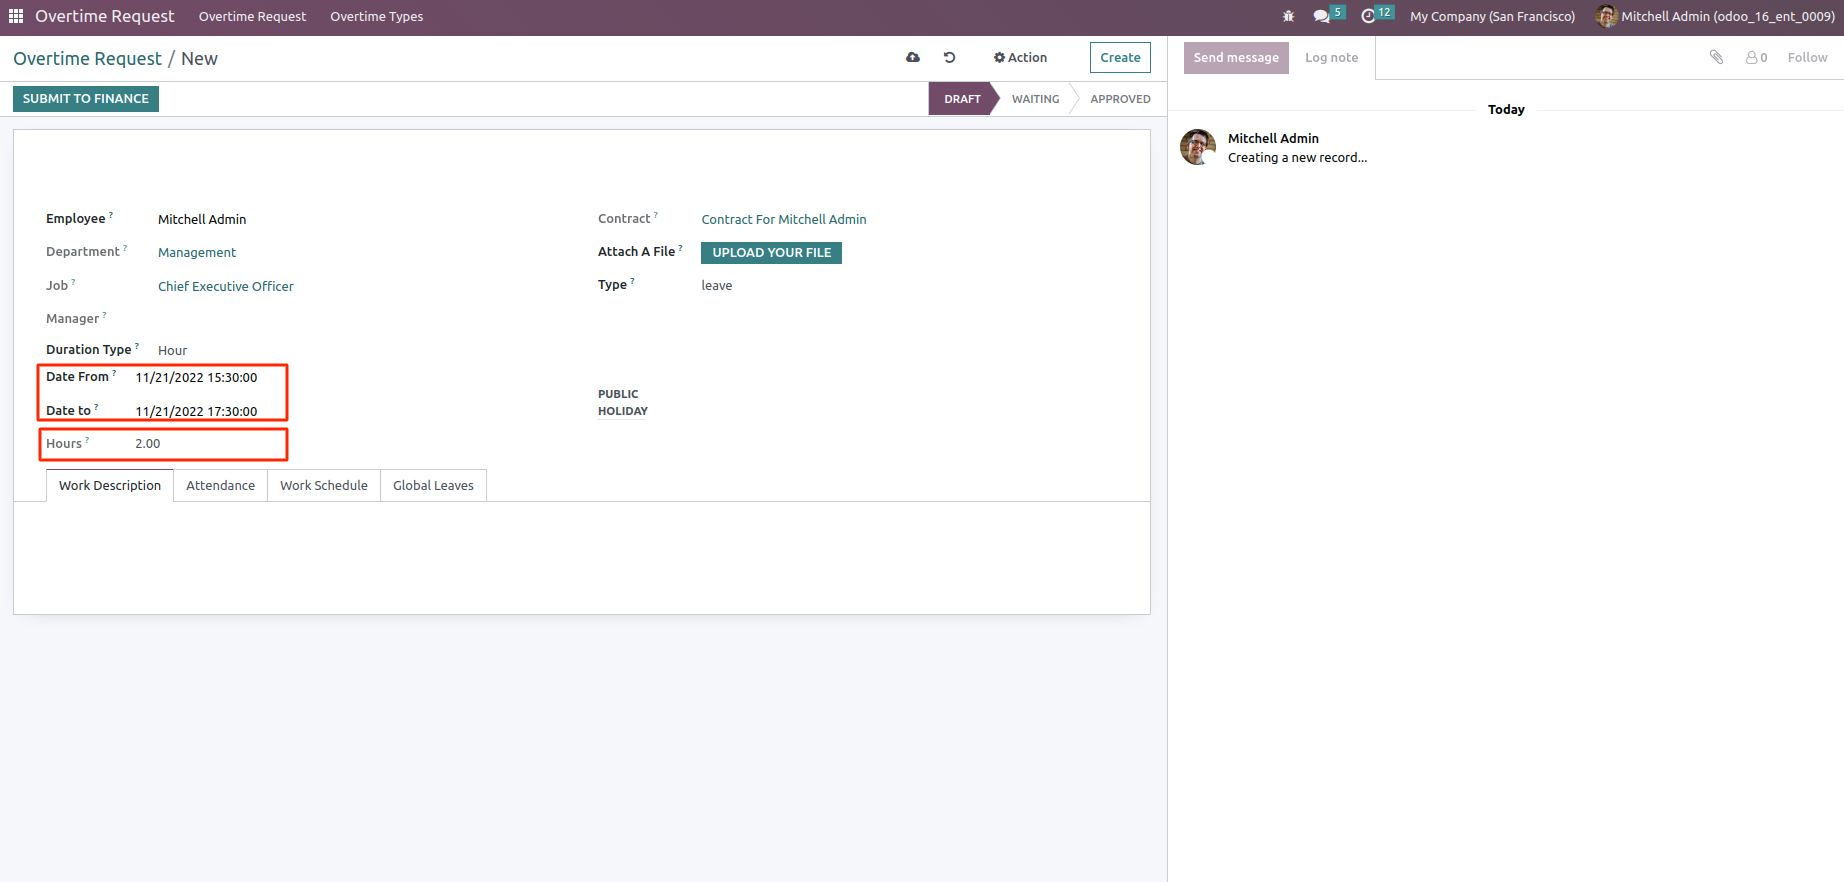 Overtime Request Overtime Request Overtime Types 5 12 My Company (San Francisco) Mitchell Admin (odoo_16_ent_0009)
Overtime Request / New Action Create
SUBMIT TO FINANCE DRAFT WAITING APPROVED
Employee ? Mitchell Admin
Department ? Management
Job ? Chief Executive Officer
Manager ?
Duration Type ? Hour
Date From ? 11/21/2022 15:30:00
Date to ? 11/21/2022 17:30:00
Hours ? 2.00
Contract ? Contract For Mitchell Admin
Attach A File ? UPLOAD YOUR FILE
Type ? leave
PUBLIC
HOLIDAY
Work Description Attendance Work Schedule Global Leaves
Send message Log note 0 Follow
Today
Mitchell Admin
Creating a new record...